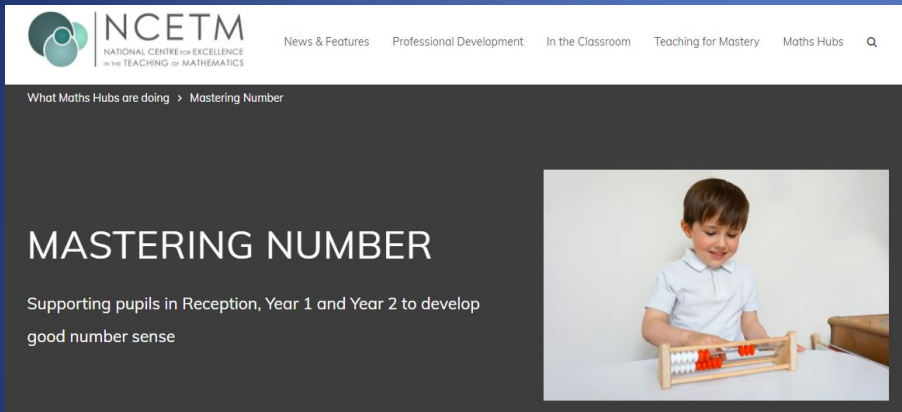 NCETM
NATIONAL CENTRE FOR EXCELLENCE
IN THE TEACHING OF MATHEMATICS
News & Features Professional Development In the Classroom Teaching for Mastery Maths Hubs
What Maths Hubs are doing > Mastering Number
MASTERING NUMBER
Supporting pupils in Reception, Year 1 and Year 2 to develop
good number sense